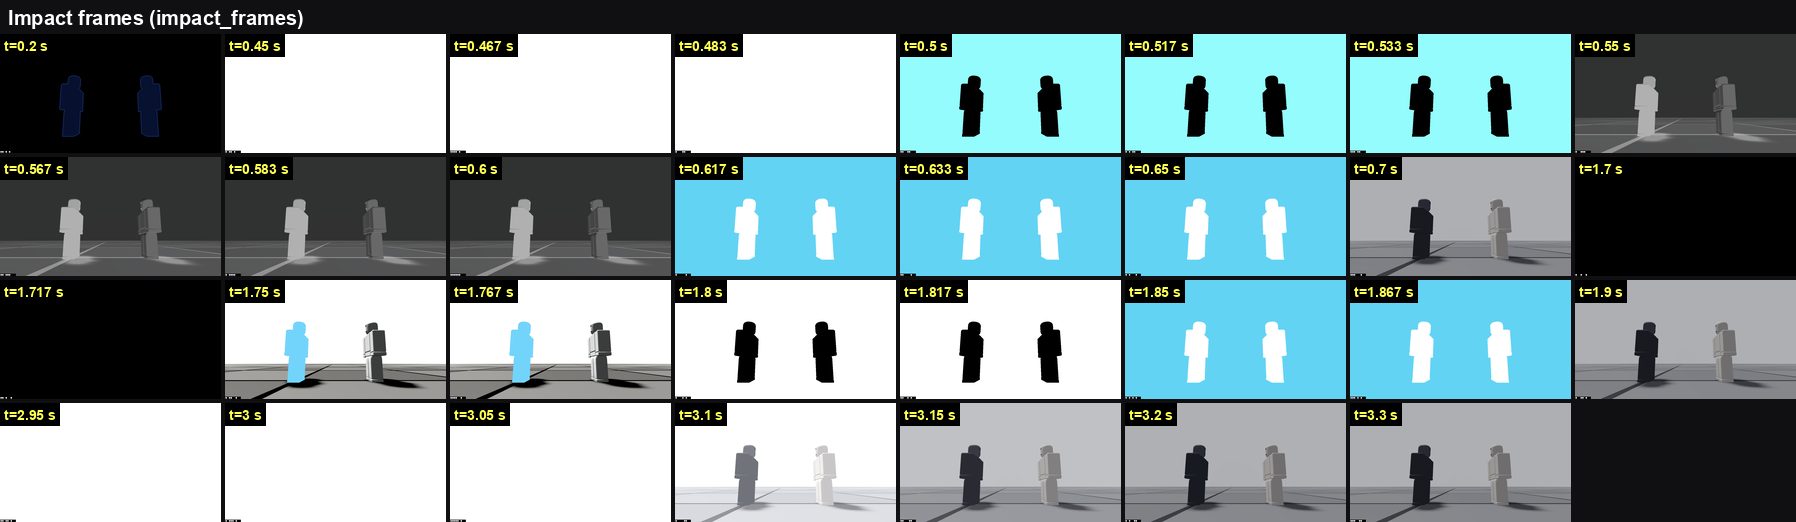 Impact frames (impact_frames)
t=0.2 s
t=0.45 s
t=0.467 s
t=0.483 s
t=0.5 s
t=0.517 s
t=0.533 s
t=0.55 s
t=0.567 s
t=0.583 s
t=0.6 s
t=0.617 s
t=0.633 s
t=0.65 s
t=0.7 s
t=1.7 s
t=1.717 s
t=1.75 s
t=1.767 s
t=1.8 s
t=1.817 s
t=1.85 s
t=1.867 s
t=1.9 s
t=2.95 s
t=3 s
t=3.05 s
t=3.1 s
t=3.15 s
t=3.2 s
t=3.3 s